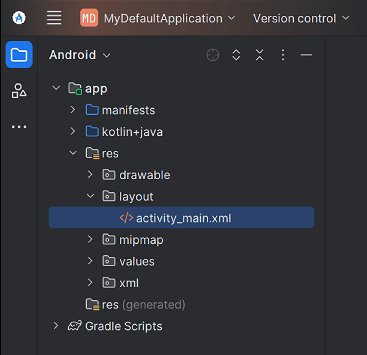 MD MyDefaultApplication Version control
Android
app
manifests
kotlin+java
res
drawable
layout
</> activity_main.xml
mipmap
values
xml
res (generated)
Gradle Scripts